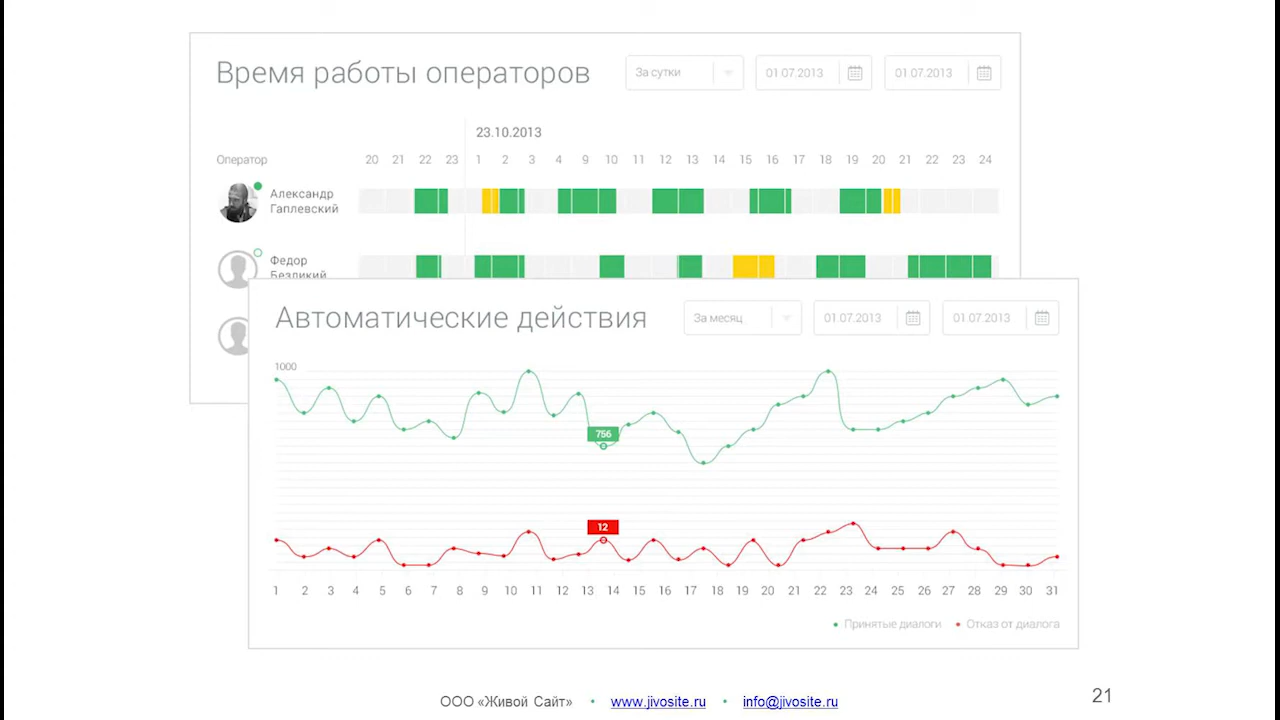 Время работы операторов
За сутки
01.07.2013
01.07.2013
23.10.2013
Оператор 20 21 22 23 1 2 3 4 9 10 11 12 13 14 15 16 17 18 19 20 21 22 23 24
Александр
Гаплевский
Федор
Безликий
Автоматические действия
За месяц
01.07.2013
01.07.2013
1000
756
12
1 2 3 4 5 6 7 8 9 10 11 12 13 14 15 16 17 18 19 20 21 22 23 24 25 26 27 28 29 30 31
Принятые диалоги
Отказ от диалога
ООО «Живой Сайт» • www.jivosite.ru • info@jivosite.ru
21